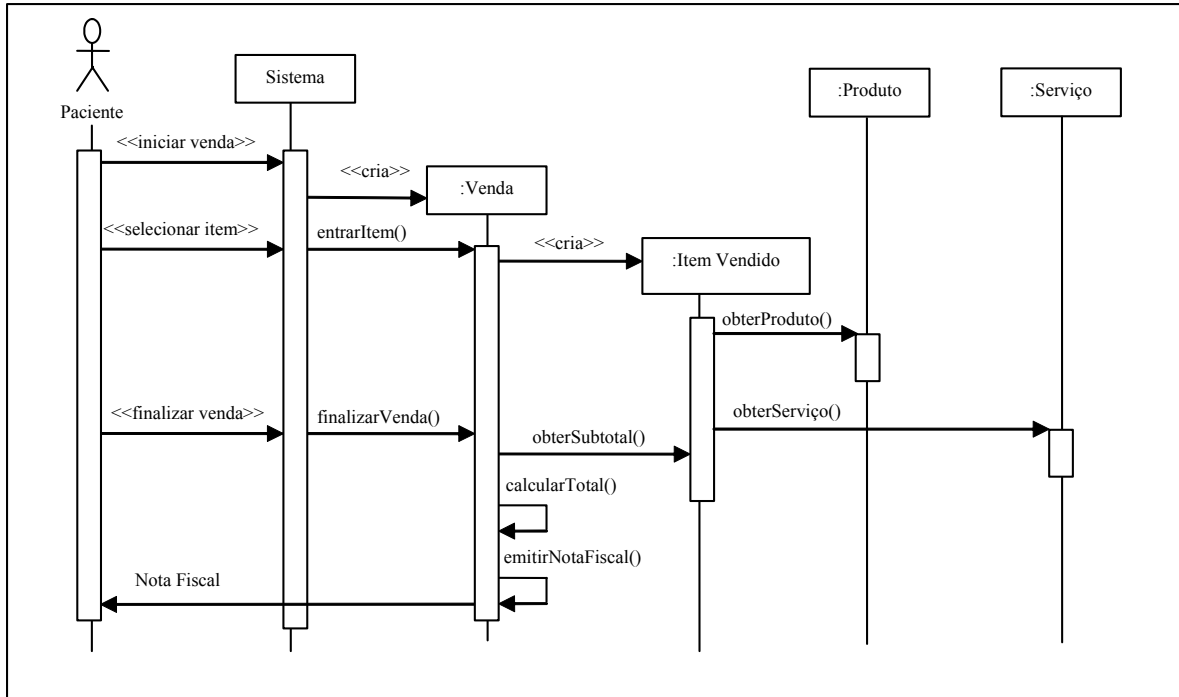 Paciente
Sistema
:Produto
:Serviço
<<iniciar venda>>
<<cria>>
:Venda
<<selecionar item>>
entrarItem()
<<cria>>
:Item Vendido
obterProduto()
<<finalizar venda>>
finalizarVenda()
obterServiço()
obterSubtotal()
calcularTotal()
emitirNotaFiscal()
Nota Fiscal